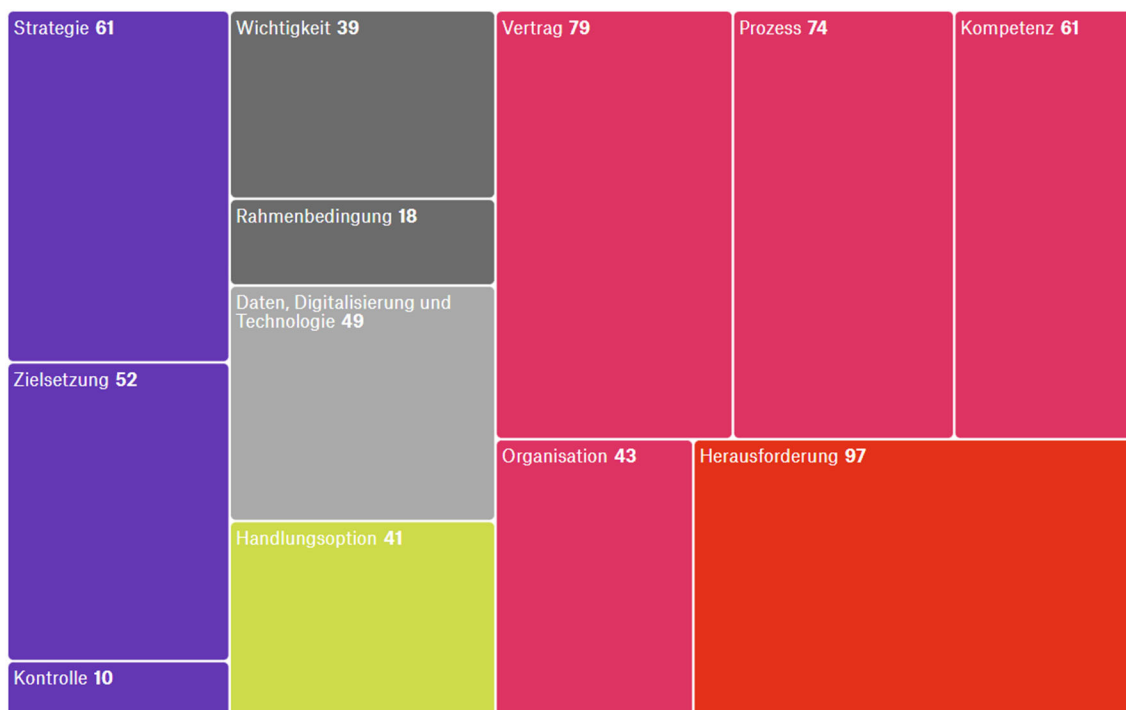 Strategie 61
Zielsetzung 52
Kontrolle 10
Wichtigkeit 39
Rahmenbedingung 18
Daten, Digitalisierung und
Technologie 49
Handlungsoption 41
Vertrag 79
Prozess 74
Kompetenz 61
Organisation 43
Herausforderung 97